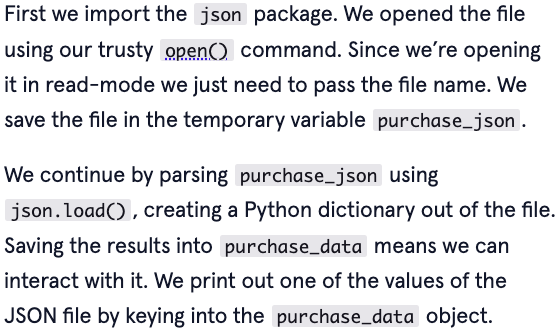 First we import the json package. We opened the file
using our trusty open() command. Since we’re opening
it in read-mode we just need to pass the file name. We
save the file in the temporary variable purchase_json.
We continue by parsing purchase_json using
json.load(), creating a Python dictionary out of the file.
Saving the results into purchase_data means we can
interact with it. We print out one of the values of the
JSON file by keying into the purchase_data object.